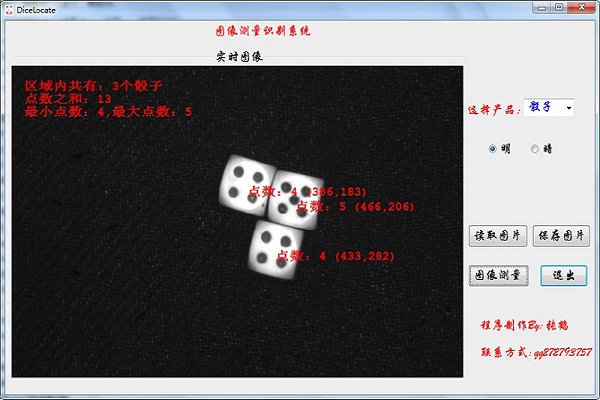 DiceLocate
图像测量识别系统
实时图像
区域内共有: 3个骰子
点数之和: 13
最小点数: 4,最大点数: 5
点数: 4 (386,183)
点数: 5 (466,206)
点数: 4 (433,282)
选择产品: 骰子
明 暗
读取图片 保存图片
图像测量 退出
程序制作By: 张鹤
联系方式: qq272793757